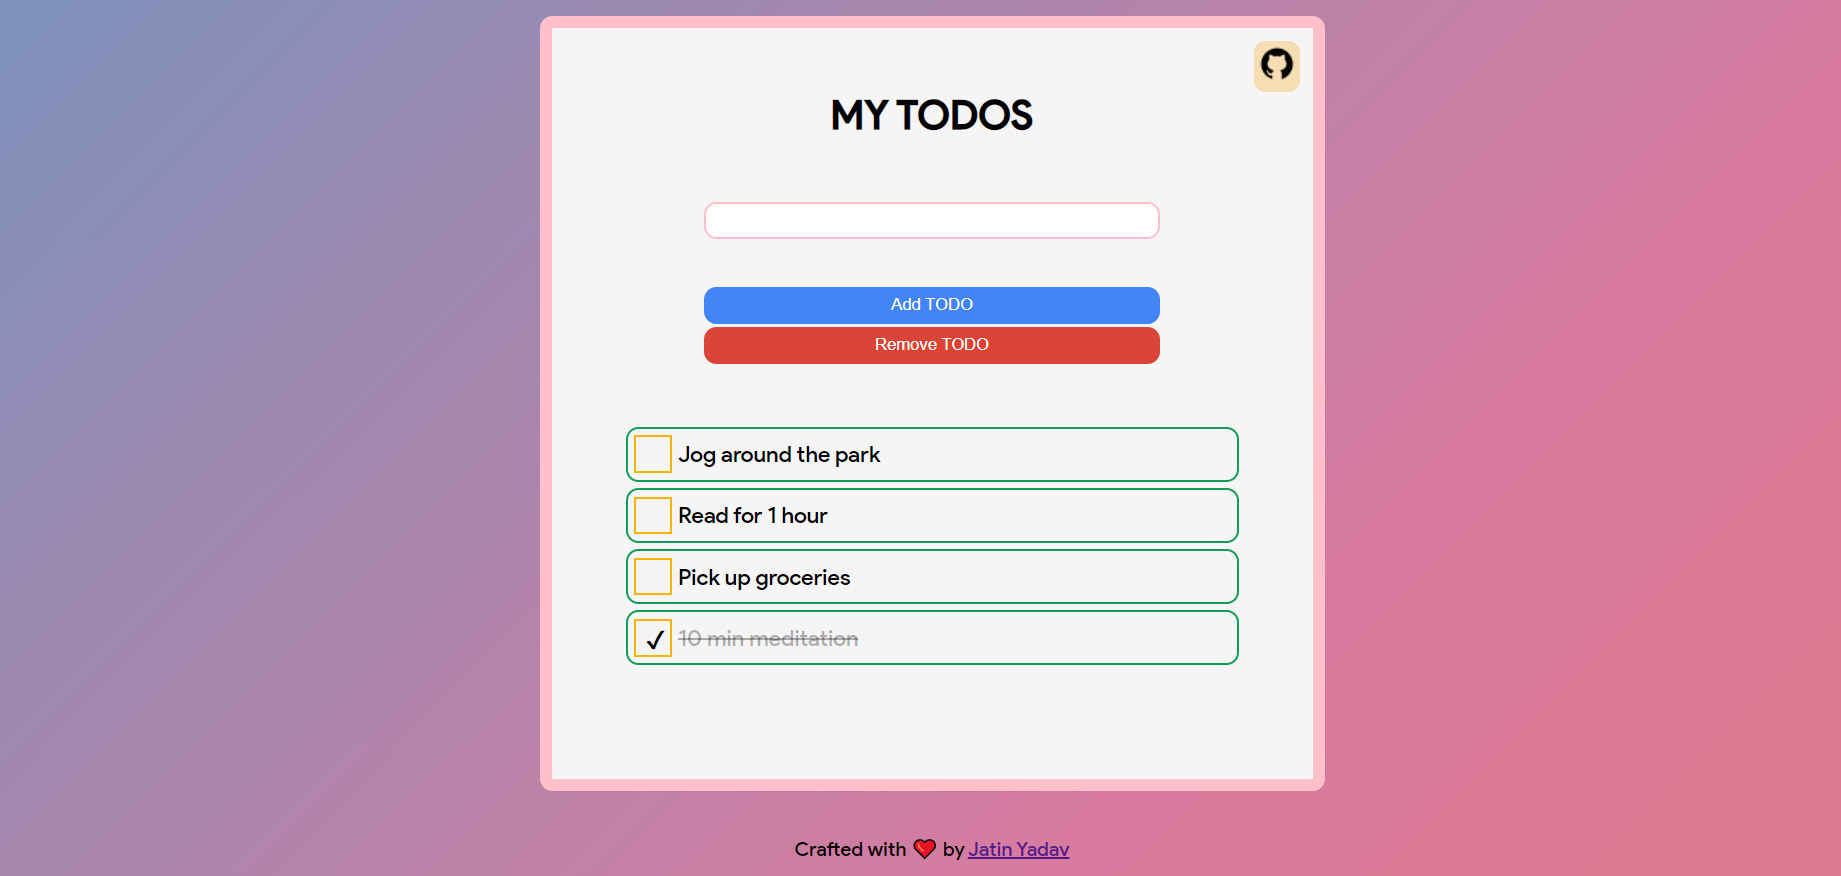 MY TODOS
Add TODO
Remove TODO
Jog around the park
Read for 1 hour
Pick up groceries
10 min meditation
Crafted with ❤️ by Jatin Yadav